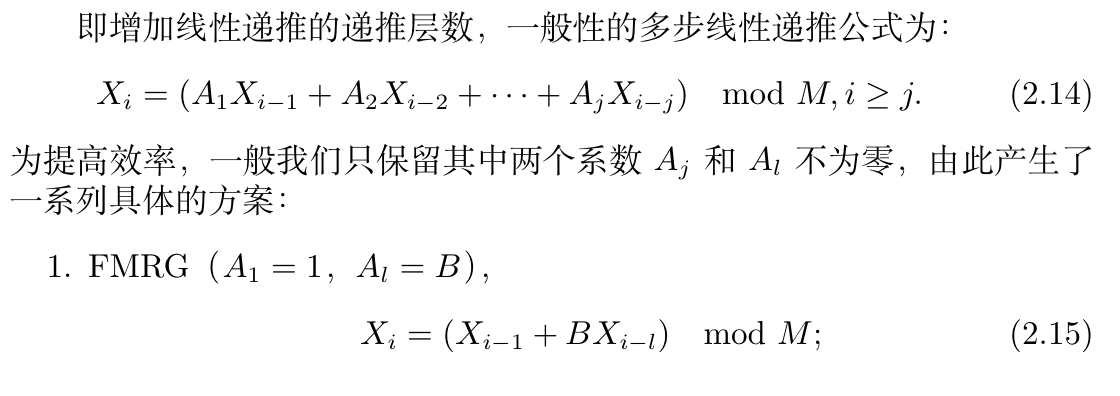 即增加线性递推的递推层数，一般性的多步线性递推公式为：
X_i = (A_1X_{i−1} + A_2X_{i−2} + · · · + A_jX_{i−j}) mod M, i ≥ j. (2.14)
为提高效率，一般我们只保留其中两个系数 A_j 和 A_l 不为零，由此产生了
一系列具体的方案：
1. FMRG（A_1 = 1，A_l = B），
X_i = (X_{i−1} + BX_{i−l}) mod M; (2.15)